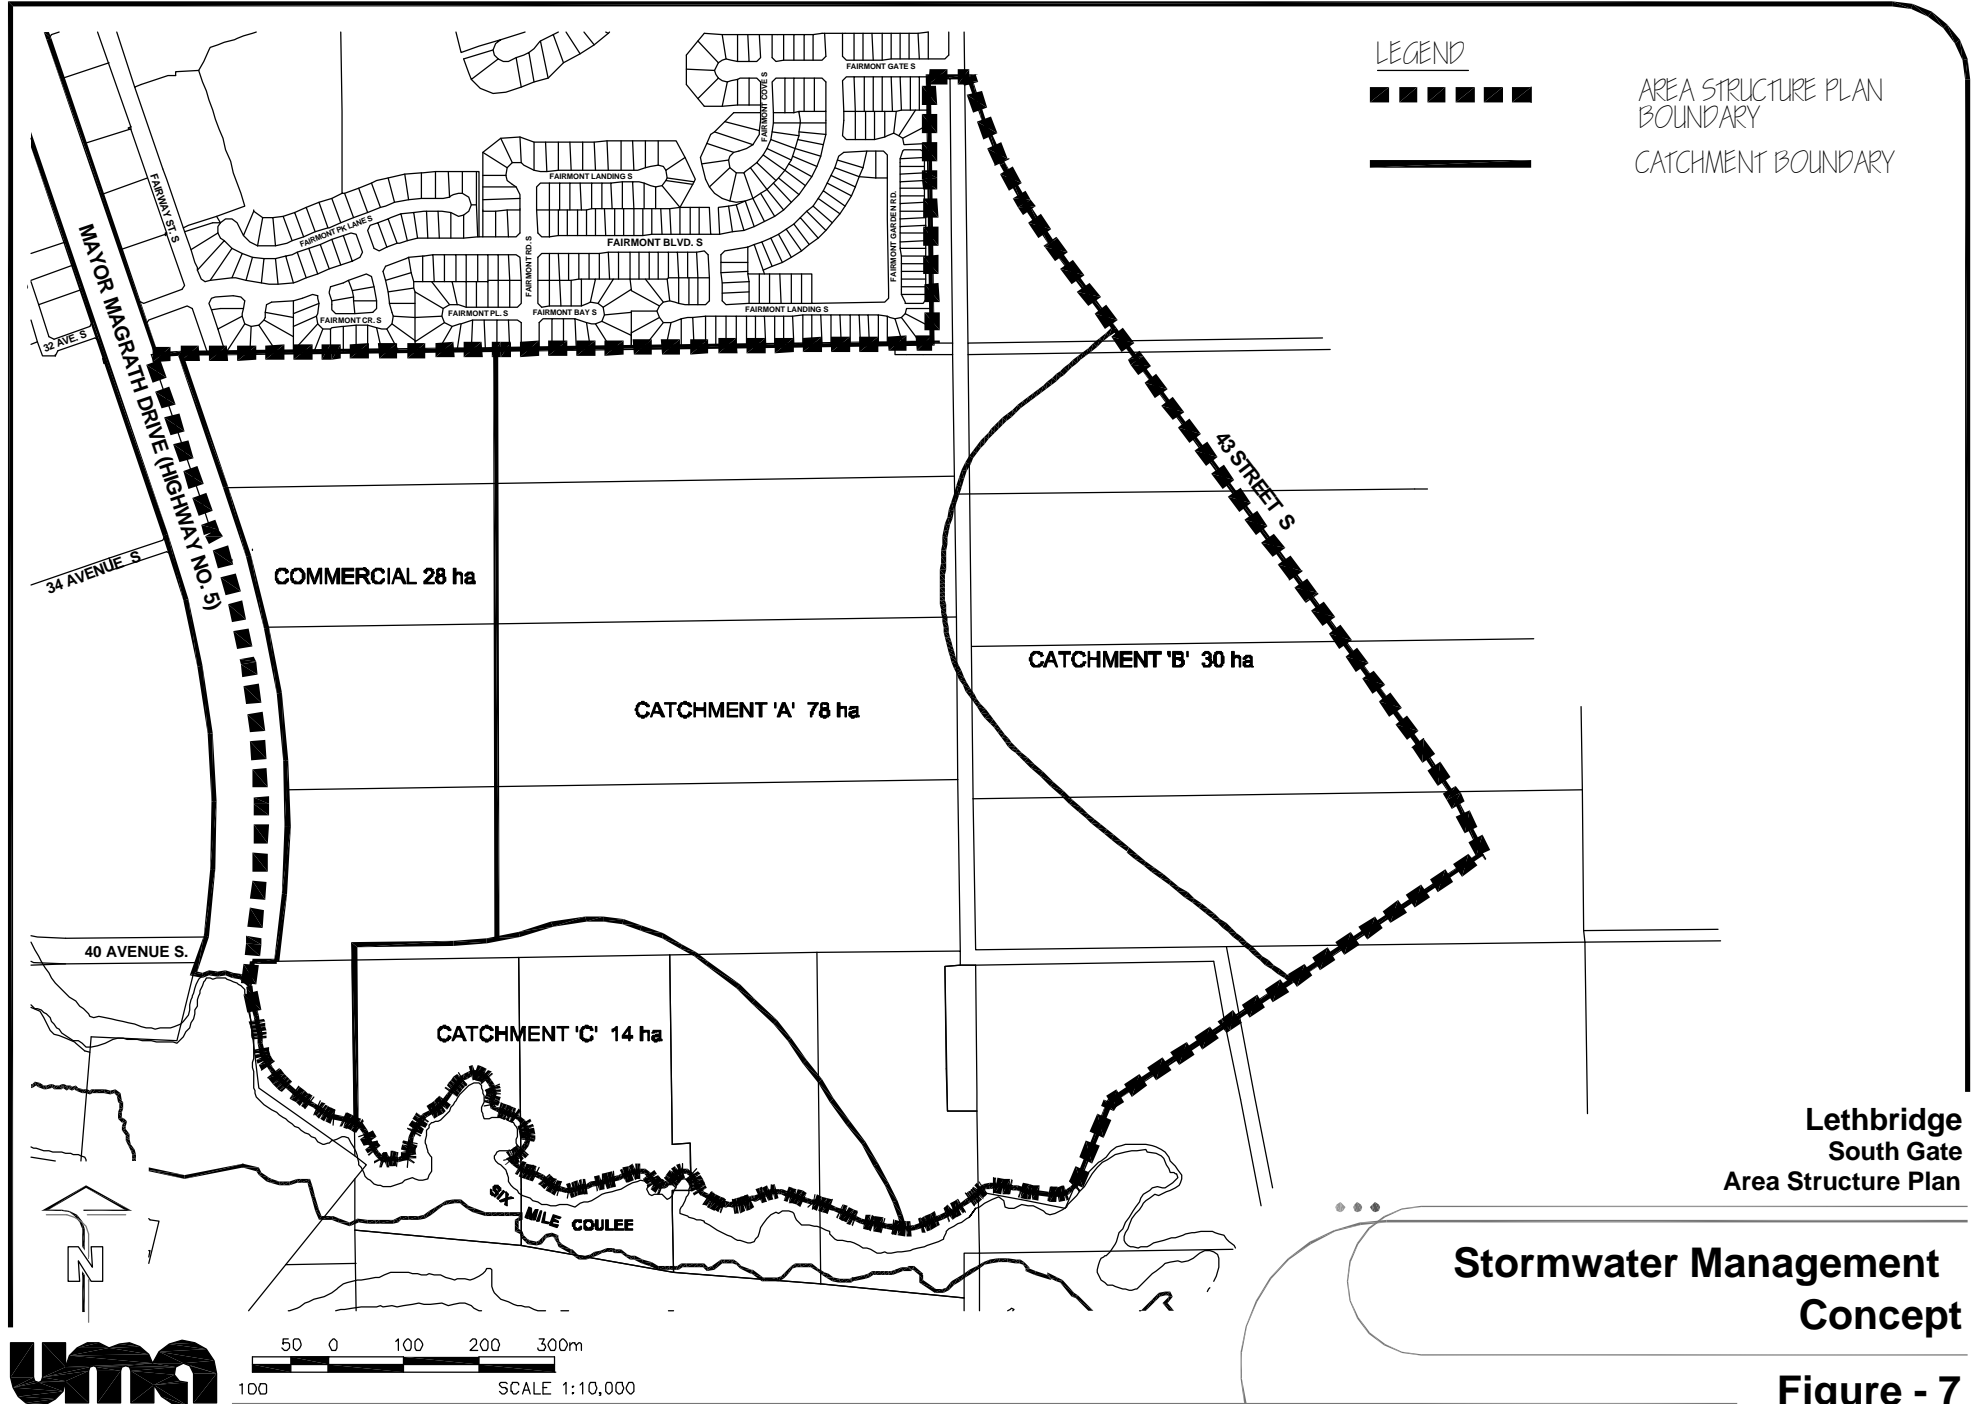 LEGEND
AREA STRUCTURE PLAN
BOUNDARY
CATCHMENT BOUNDARY
FAIRMONT GATE S
FAIRMONT COVE S
FAIRWAY ST. S
FAIRMONT LANDING S
FAIRMONT PK LANE S
FAIRMONT BLVD. S
FAIRMONT RD. S
FAIRMONT GARDEN RD.
FAIRMONT CR. S
FAIRMONT PL. S
FAIRMONT BAY S
FAIRMONT LANDING S
32 AVE. S
MAYOR MAGRATH DRIVE (HIGHWAY NO. 5)
43 STREET S
34 AVENUE S
COMMERCIAL 28 ha
CATCHMENT 'B' 30 ha
CATCHMENT 'A' 78 ha
40 AVENUE S.
CATCHMENT 'C' 14 ha
SIX
MILE COULEE
N
Lethbridge
South Gate
Area Structure Plan
Stormwater Management
Concept
Figure - 7
uma
50 0 100 200 300m
100 SCALE 1:10,000